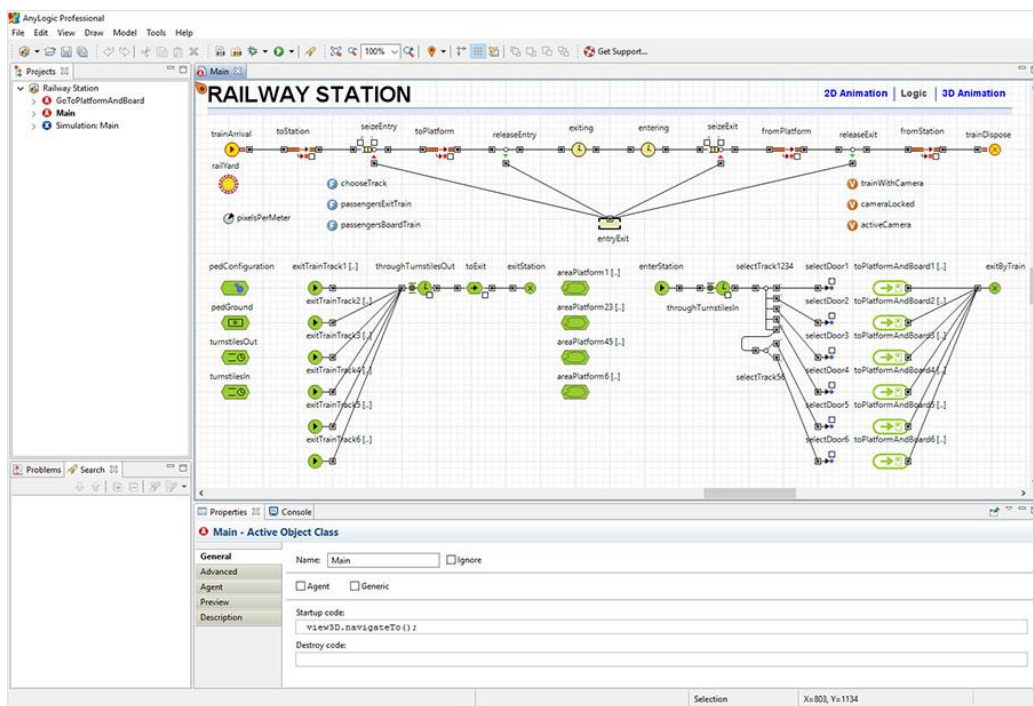 AnyLogic Professional
File Edit View Draw Model Tools Help
100%
Get Support...
Projects
Railway Station
GoToPlatformAndBoard
Main
Simulation: Main
Main
RAILWAY STATION
2D Animation | Logic | 3D Animation
trainArrival toStation seizeEntry toPlatform releaseEntry exiting entering seizeExit fromPlatform releaseExit fromStation trainDispose
railYard
chooseTrack trainWithCamera
passengersExitTrain cameraLocked
pixelsPerMeter passengersBoardTrain activeCamera
entryExit
pedConfiguration exitTrainTrack1 [..] throughTurnstilesOut toExit exitStation areaPlatform1 [..] enterStation selectTrack1234 selectDoor1 toPlatformAndBoard1 [..] exitByTrain
pedGround exitTrainTrack2 [..] areaPlatform23 [..] throughTurnstilesIn selectDoor2 toPlatformAndBoard2 [..]
turnstilesOut exitTrainTrack3 [..] areaPlatform45 [..] selectDoor3 toPlatformAndBoard3 [..]
turnstilesIn exitTrainTrack4 [..] areaPlatform6 [..] selectTrack56 selectDoor4 toPlatformAndBoard4 [..]
exitTrainTrack5 [..] selectDoor5 toPlatformAndBoard5 [..]
exitTrainTrack6 [..] selectDoor6 toPlatformAndBoard6 [..]
Problems Search
Properties Console
Main - Active Object Class
General
Advanced
Agent
Preview
Description
Name: Main Ignore
Agent Generic
Startup code:
view3D.navigateTo();
Destroy code:
Selection X=803, Y=1134